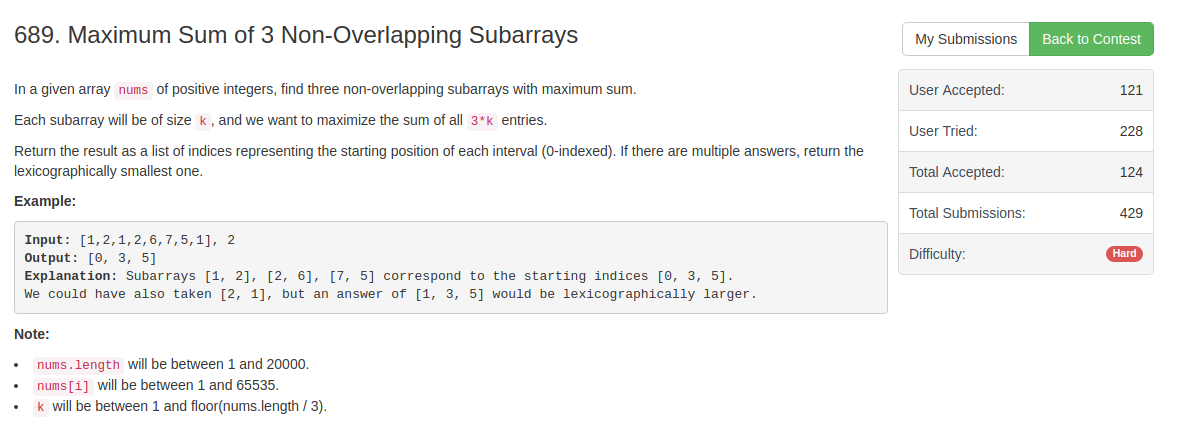 689. Maximum Sum of 3 Non-Overlapping Subarrays
My Submissions
Back to Contest
In a given array nums of positive integers, find three non-overlapping subarrays with maximum sum.
Each subarray will be of size k, and we want to maximize the sum of all 3*k entries.
Return the result as a list of indices representing the starting position of each interval (0-indexed). If there are multiple answers, return the
lexicographically smallest one.
Example:
Input: [1,2,1,2,6,7,5,1], 2
Output: [0, 3, 5]
Explanation: Subarrays [1, 2], [2, 6], [7, 5] correspond to the starting indices [0, 3, 5].
We could have also taken [2, 1], but an answer of [1, 3, 5] would be lexicographically larger.
Note:
• nums.length will be between 1 and 20000.
• nums[i] will be between 1 and 65535.
• k will be between 1 and floor(nums.length / 3).
User Accepted: 121
User Tried: 228
Total Accepted: 124
Total Submissions: 429
Difficulty: Hard